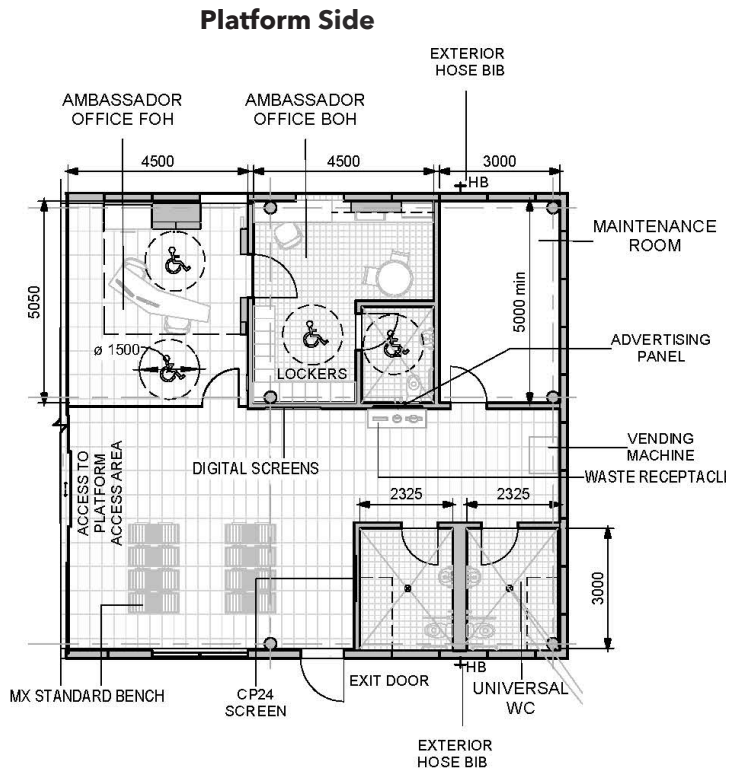 Platform Side
EXTERIOR
HOSE BIB
AMBASSADOR
OFFICE FOH
AMBASSADOR
OFFICE BOH
4500
4500
3000
HB
MAINTENANCE
ROOM
5050
5000 min
ø 1500
LOCKERS
ADVERTISING
PANEL
DIGITAL SCREENS
VENDING
MACHINE
WASTE RECEPTACLI
ACCESS TO
PLATFORM
ACCESS AREA
2325
2325
3000
MX STANDARD BENCH
CP24
SCREEN
EXIT DOOR
HB
UNIVERSAL
WC
EXTERIOR
HOSE BIB